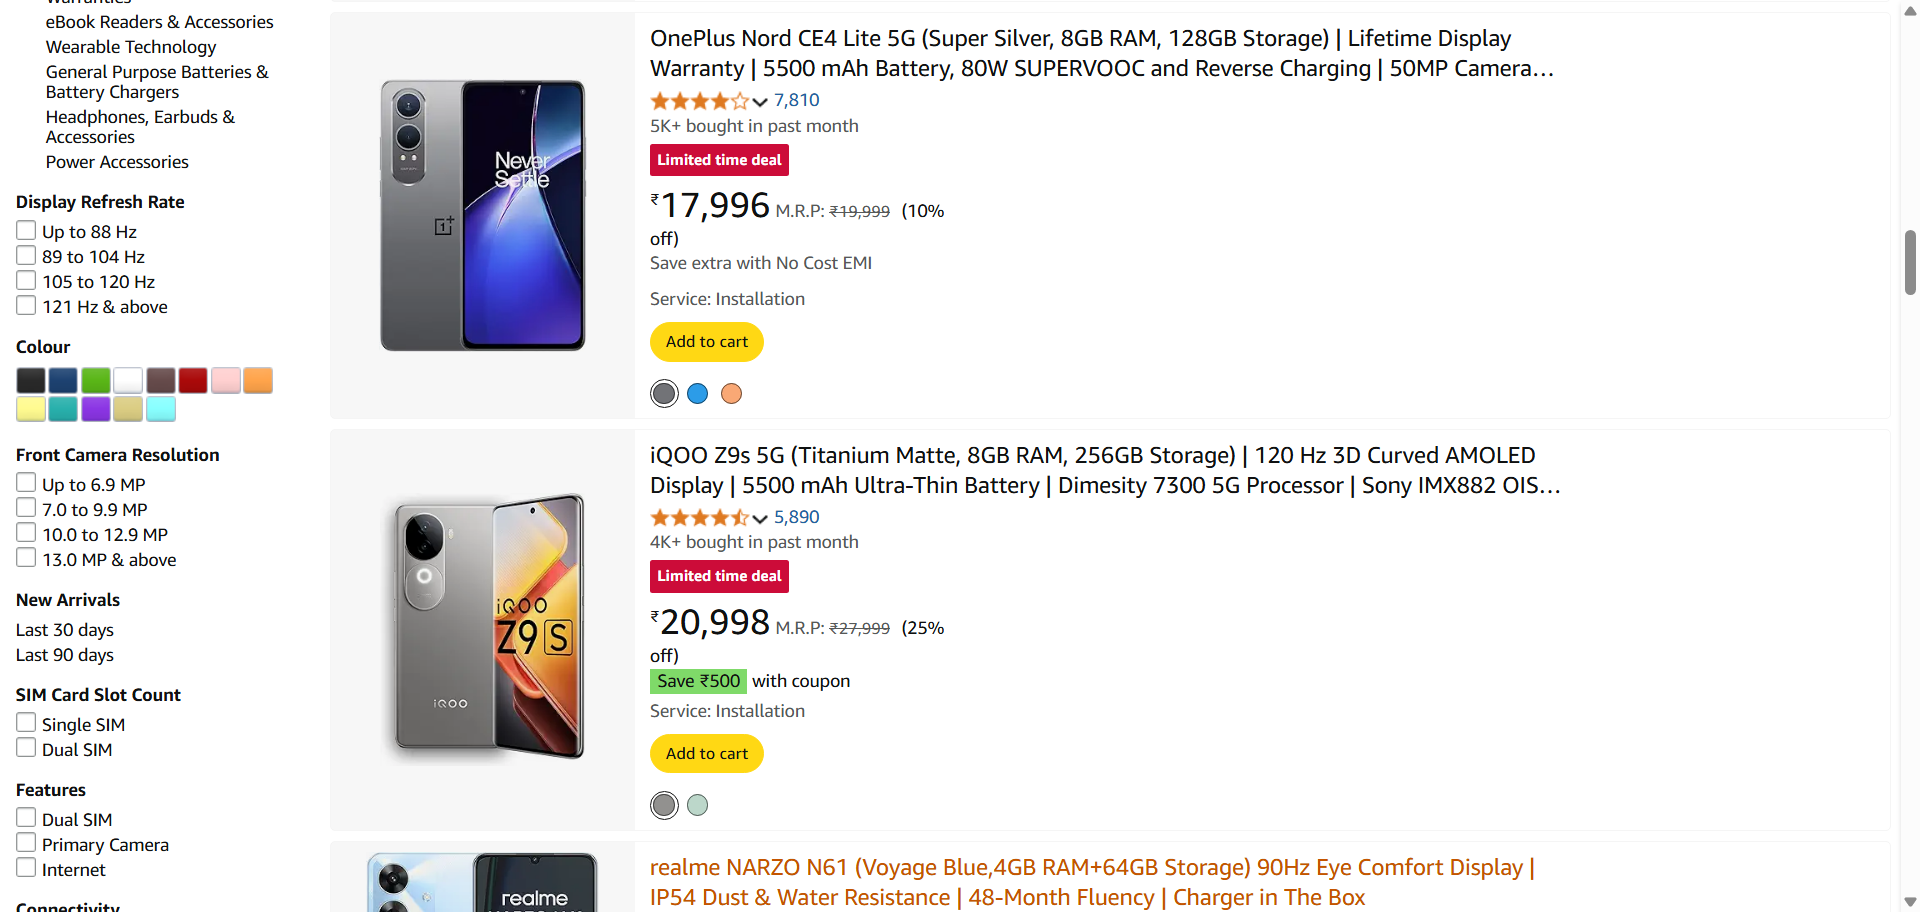 eBook Readers & Accessories
Wearable Technology
General Purpose Batteries &
Battery Chargers
Headphones, Earbuds &
Accessories
Power Accessories
Display Refresh Rate
Up to 88 Hz
89 to 104 Hz
105 to 120 Hz
121 Hz & above
Colour
Front Camera Resolution
Up to 6.9 MP
7.0 to 9.9 MP
10.0 to 12.9 MP
13.0 MP & above
New Arrivals
Last 30 days
Last 90 days
SIM Card Slot Count
Single SIM
Dual SIM
Features
Dual SIM
Primary Camera
Internet
Connectivity
Never
Settle
OnePlus Nord CE4 Lite 5G (Super Silver, 8GB RAM, 128GB Storage) | Lifetime Display
Warranty | 5500 mAh Battery, 80W SUPERVOOC and Reverse Charging | 50MP Camera…
7,810
5K+ bought in past month
Limited time deal
₹17,996 M.R.P: ₹19,999 (10%
off)
Save extra with No Cost EMI
Service: Installation
Add to cart
iQOO
Z9S
iQOO
iQOO Z9s 5G (Titanium Matte, 8GB RAM, 256GB Storage) | 120 Hz 3D Curved AMOLED
Display | 5500 mAh Ultra-Thin Battery | Dimesity 7300 5G Processor | Sony IMX882 OIS…
5,890
4K+ bought in past month
Limited time deal
₹20,998 M.R.P: ₹27,999 (25%
off)
Save ₹500 with coupon
Service: Installation
Add to cart
realme
realme NARZO N61 (Voyage Blue,4GB RAM+64GB Storage) 90Hz Eye Comfort Display |
IP54 Dust & Water Resistance | 48-Month Fluency | Charger in The Box